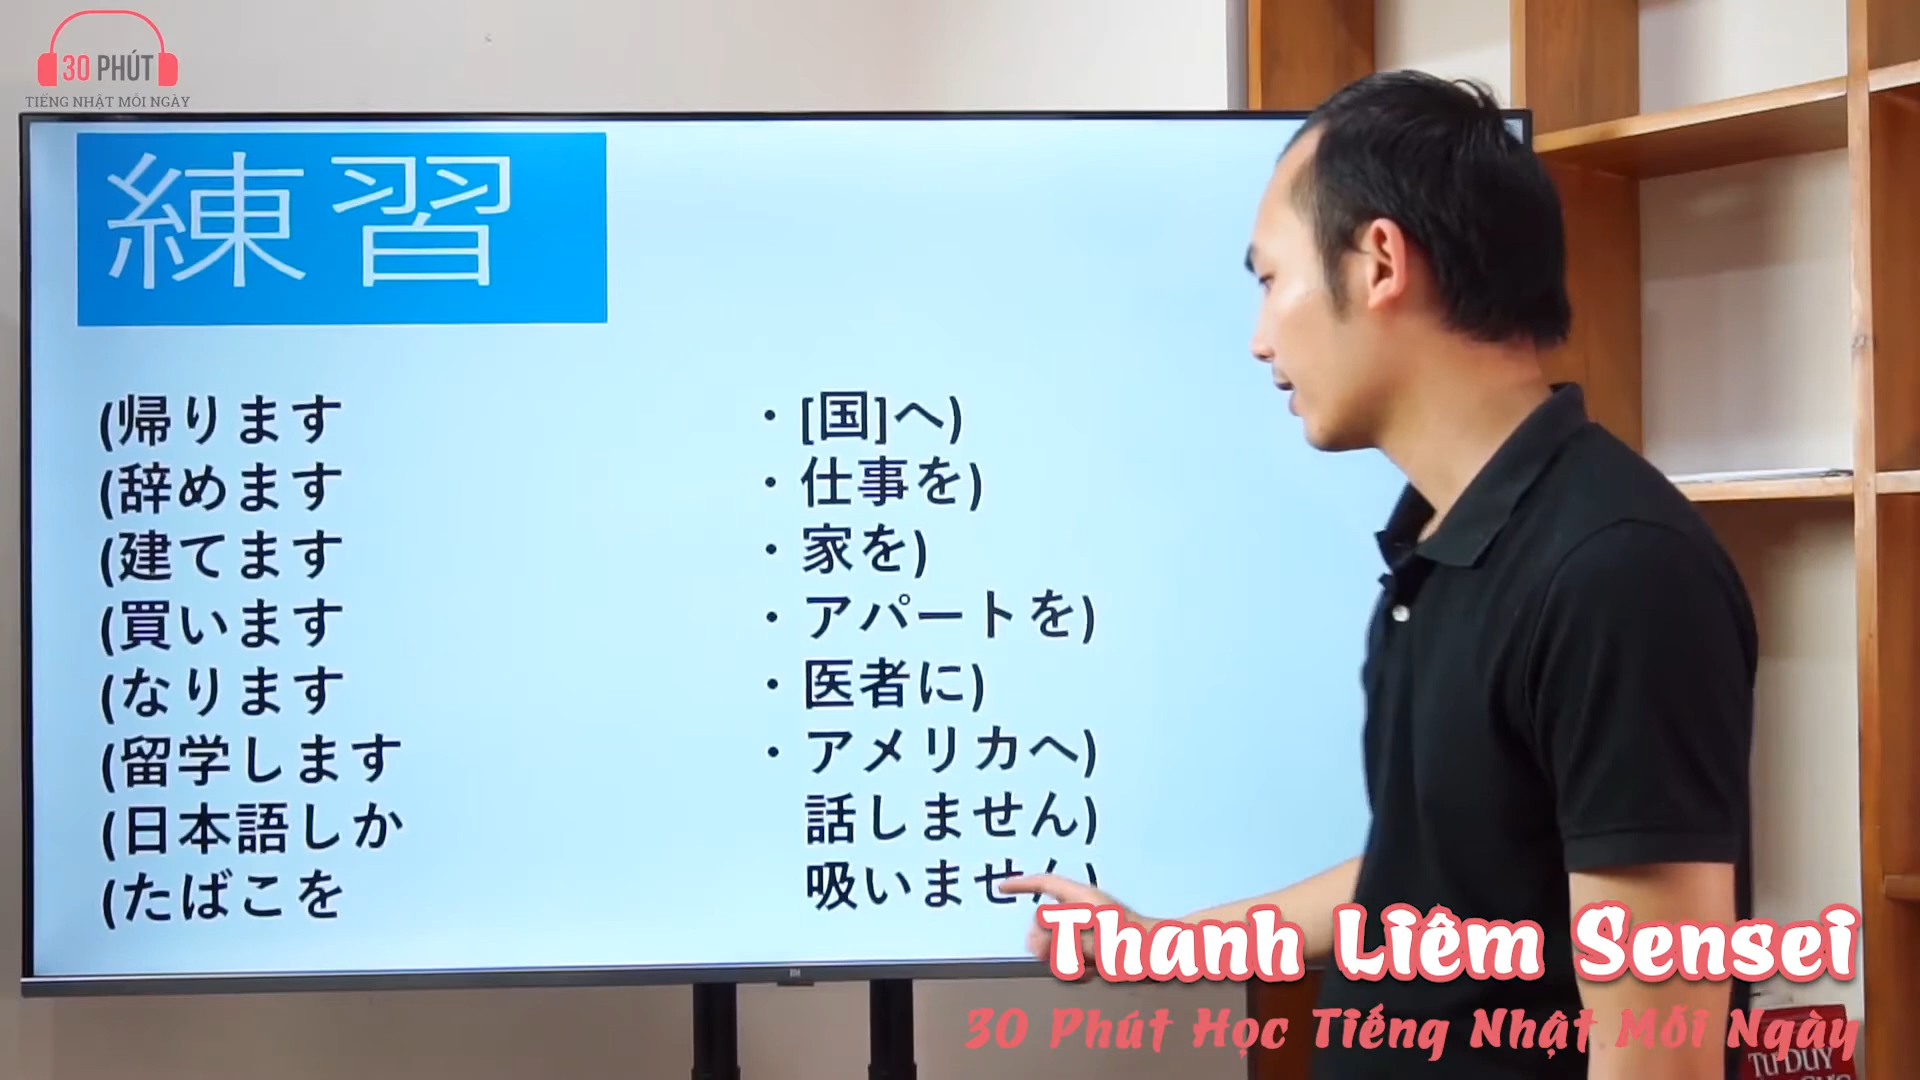 30 PHÚT
TIẾNG NHẬT MỖI NGÀY
練習
(帰ります ・[国]へ)
(辞めます ・仕事を)
(建てます ・家を)
(買います ・アパートを)
(なります ・医者に)
(留学します ・アメリカへ)
(日本語しか 話しません)
(たばこを 吸いません)
Thanh Liêm Sensei
30 Phút Học Tiếng Nhật Mỗi Ngày
TƯ DUY